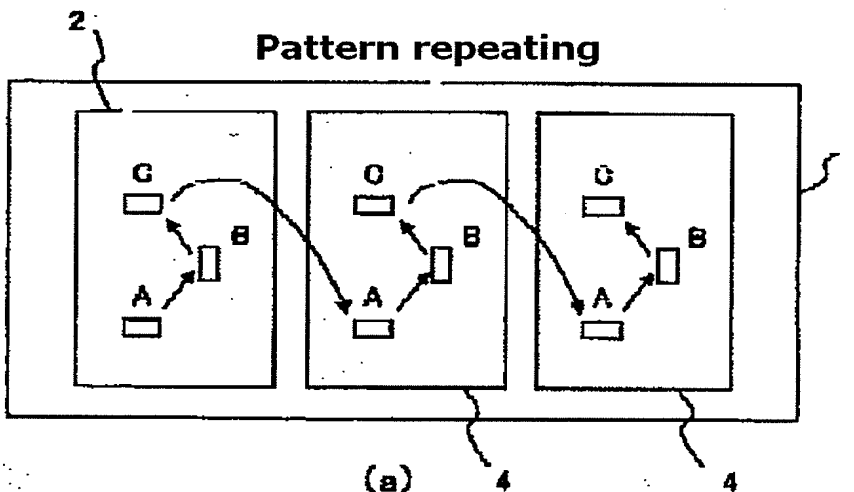 2
Pattern repeating
C C C
B B B
A A A
(a) 4 4